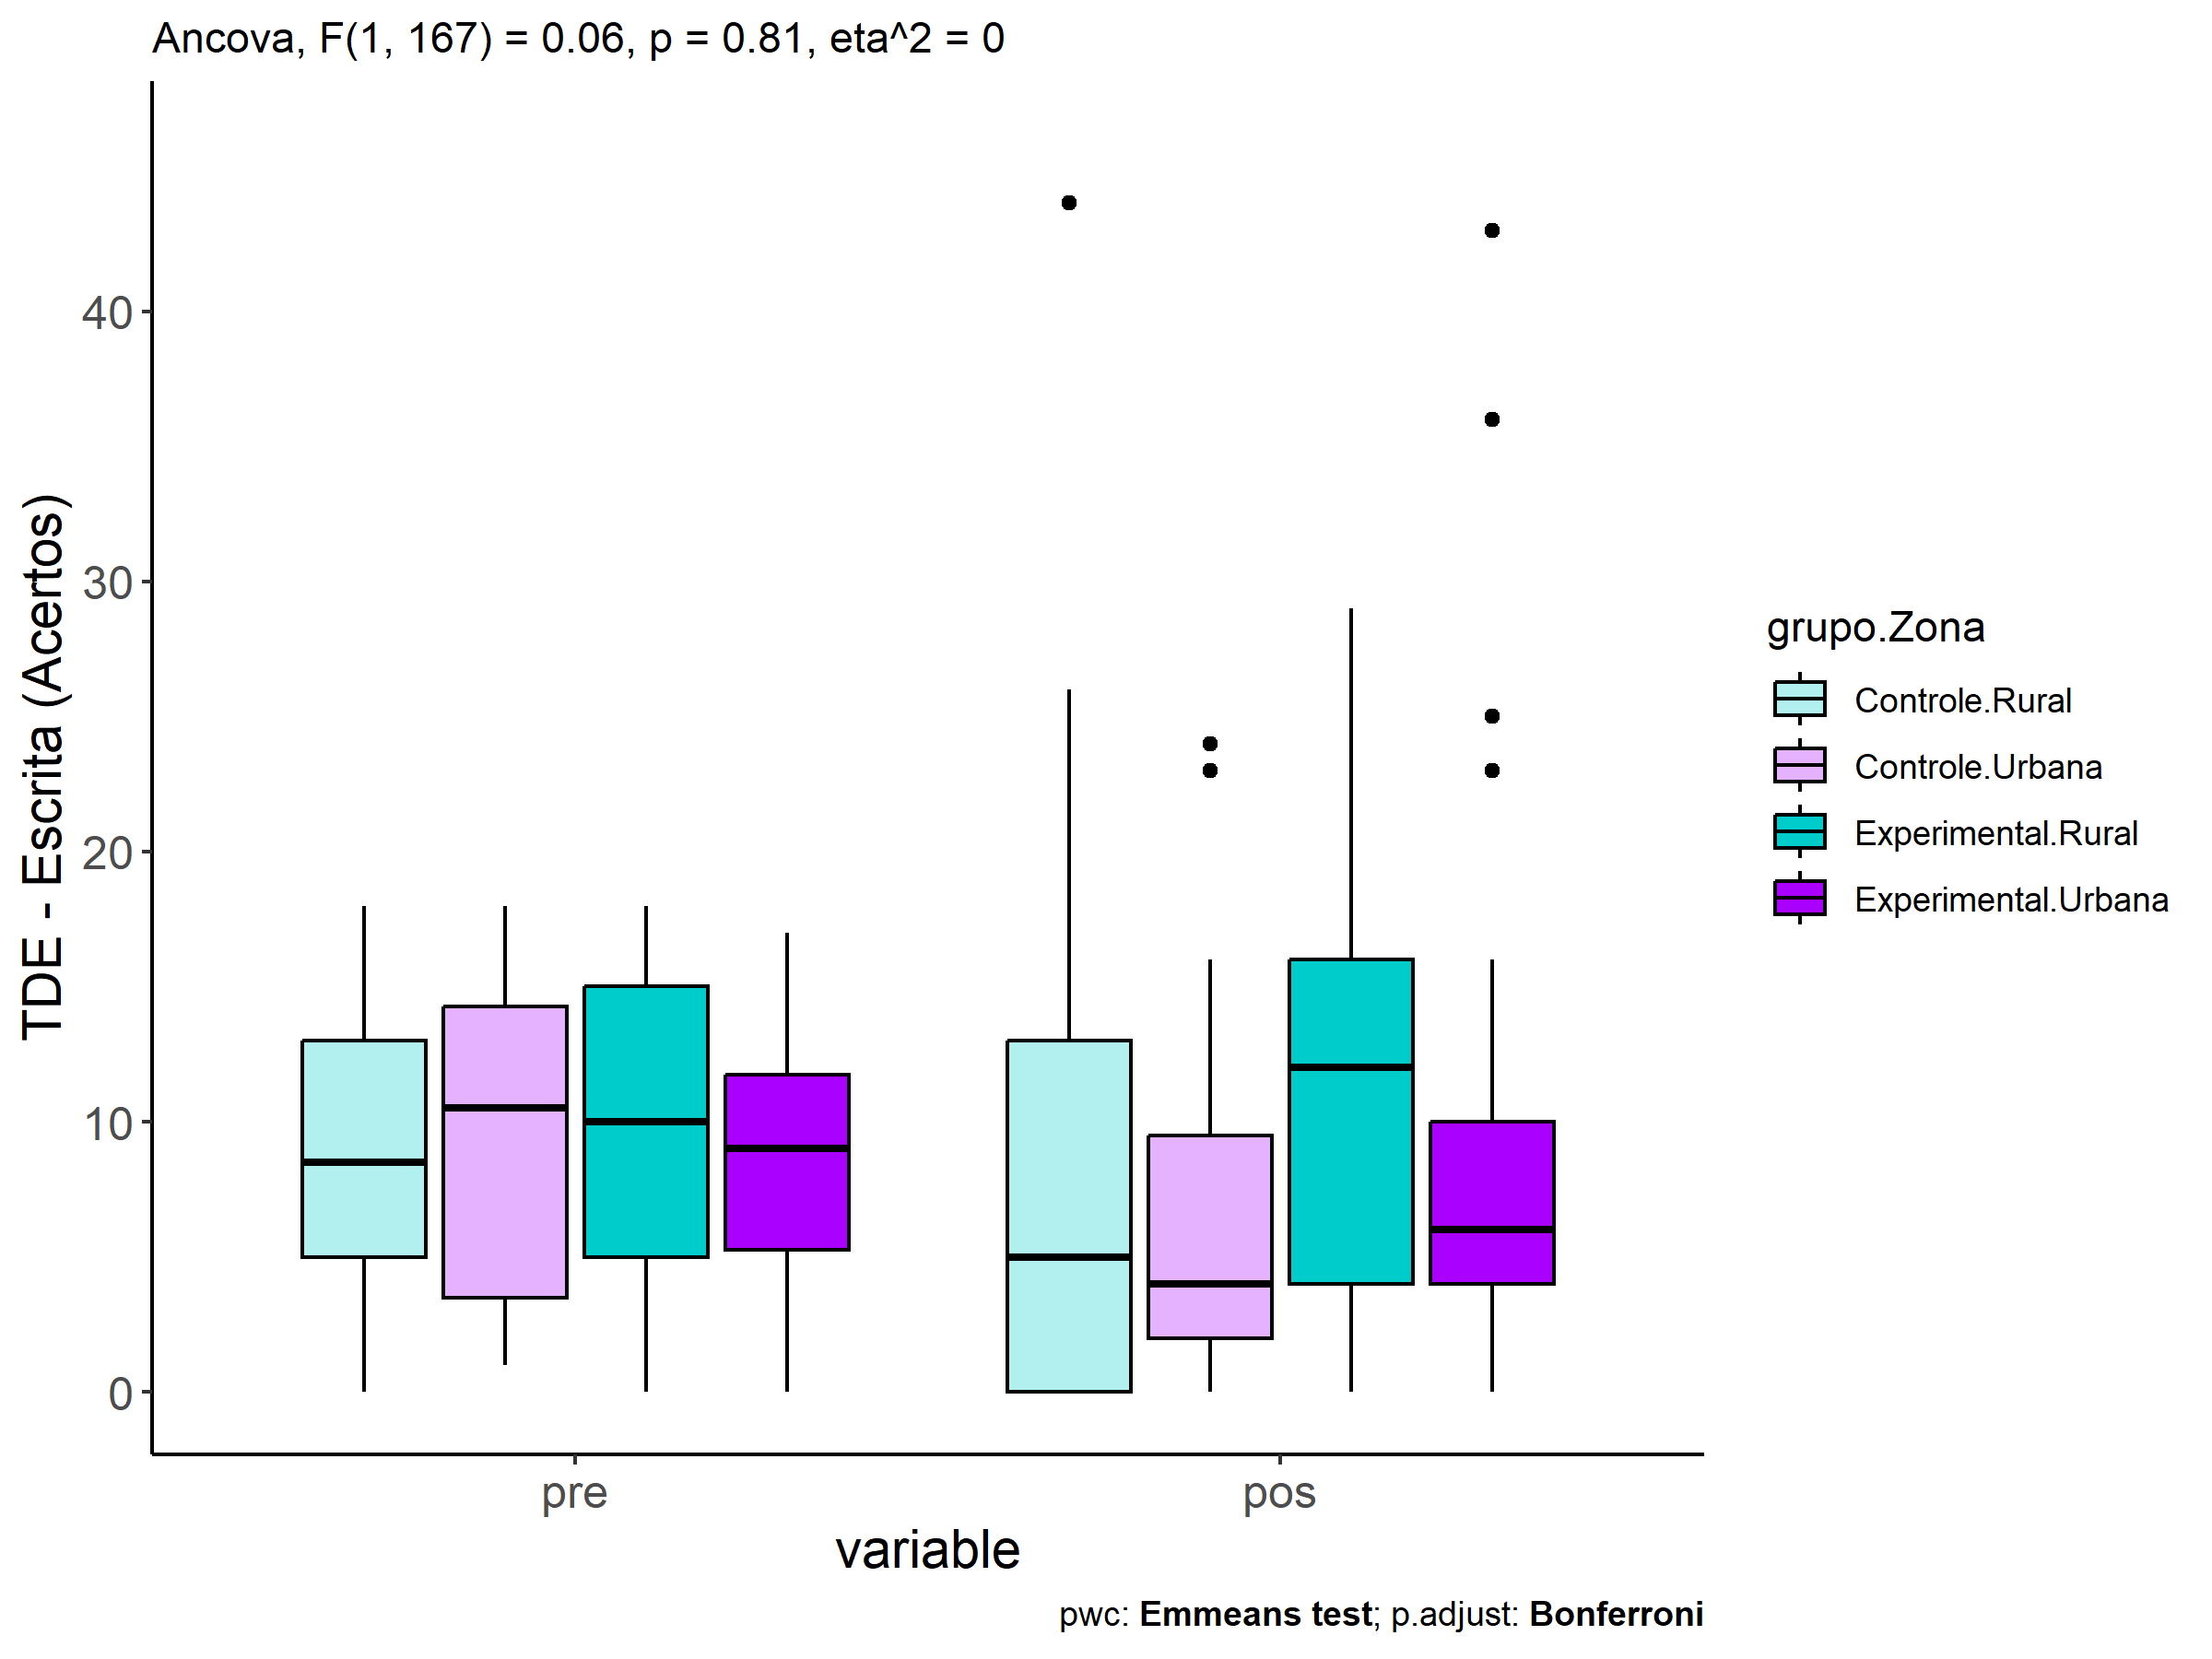 Ancova, F(1, 167) = 0.06, p = 0.81, eta^2 = 0
TDE - Escrita (Acertos)
40
30
20
10
0
pre
pos
variable
grupo.Zona
Controle.Rural
Controle.Urbana
Experimental.Rural
Experimental.Urbana
pwc: Emmeans test; p.adjust: Bonferroni